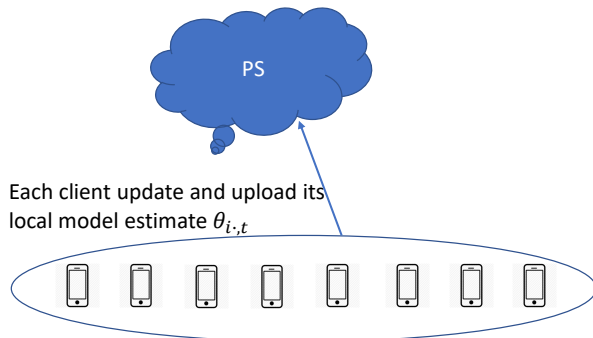 PS
Each client update and upload its
local model estimate θ_{i·,t}